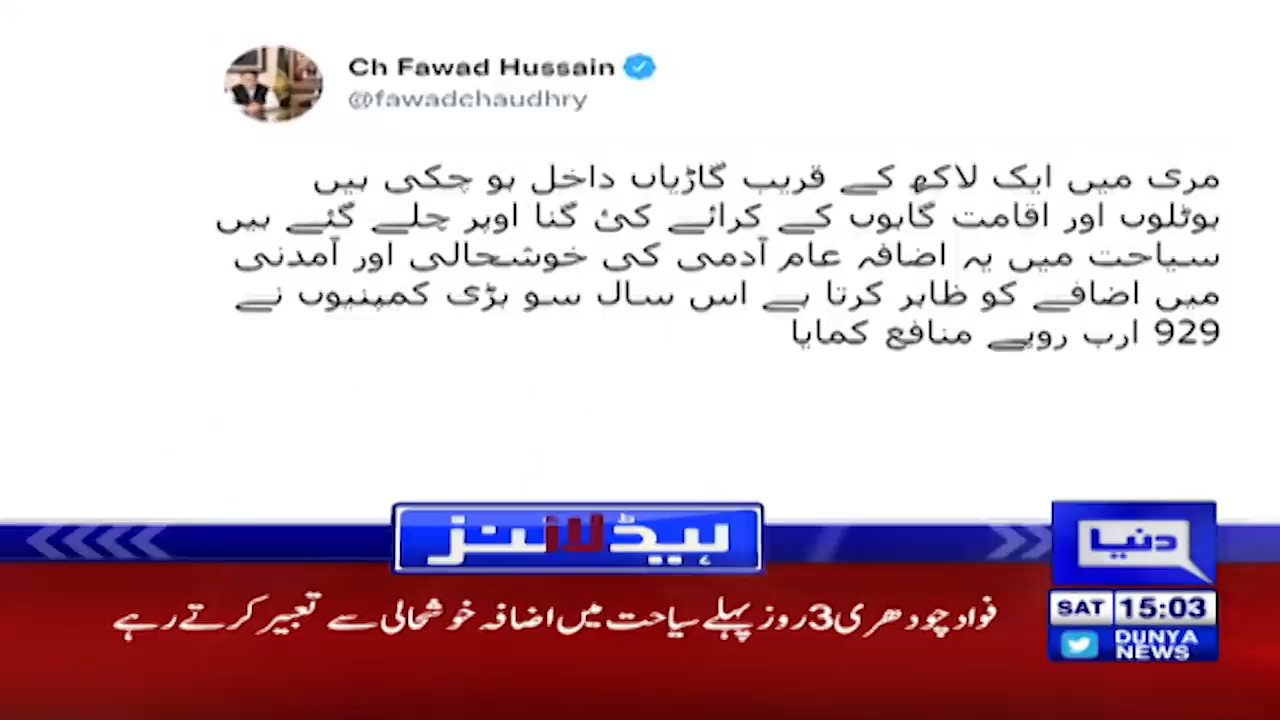 Ch Fawad Hussain
@fawadchaudhry
مری میں ایک لاکھ کے قریب گاڑیاں داخل ہو چکی ہیں
ہوٹلوں اور اقامت گاہوں کے کرائے کئ گنا اوپر چلے گئے ہیں
سیاحت میں یہ اضافہ عام آدمی کی خوشحالی اور آمدنی
میں اضافے کو ظاہر کرتا ہے اس سال سو بڑی کمپنیوں نے
929 ارب روپے منافع کمایا
ہیڈلائنز
دنیا
فواد چودھری 3 روز پہلے سیاحت میں اضافہ خوشحالی سے تعبیر کرتے رہے
SAT 15:03
DUNYA
NEWS